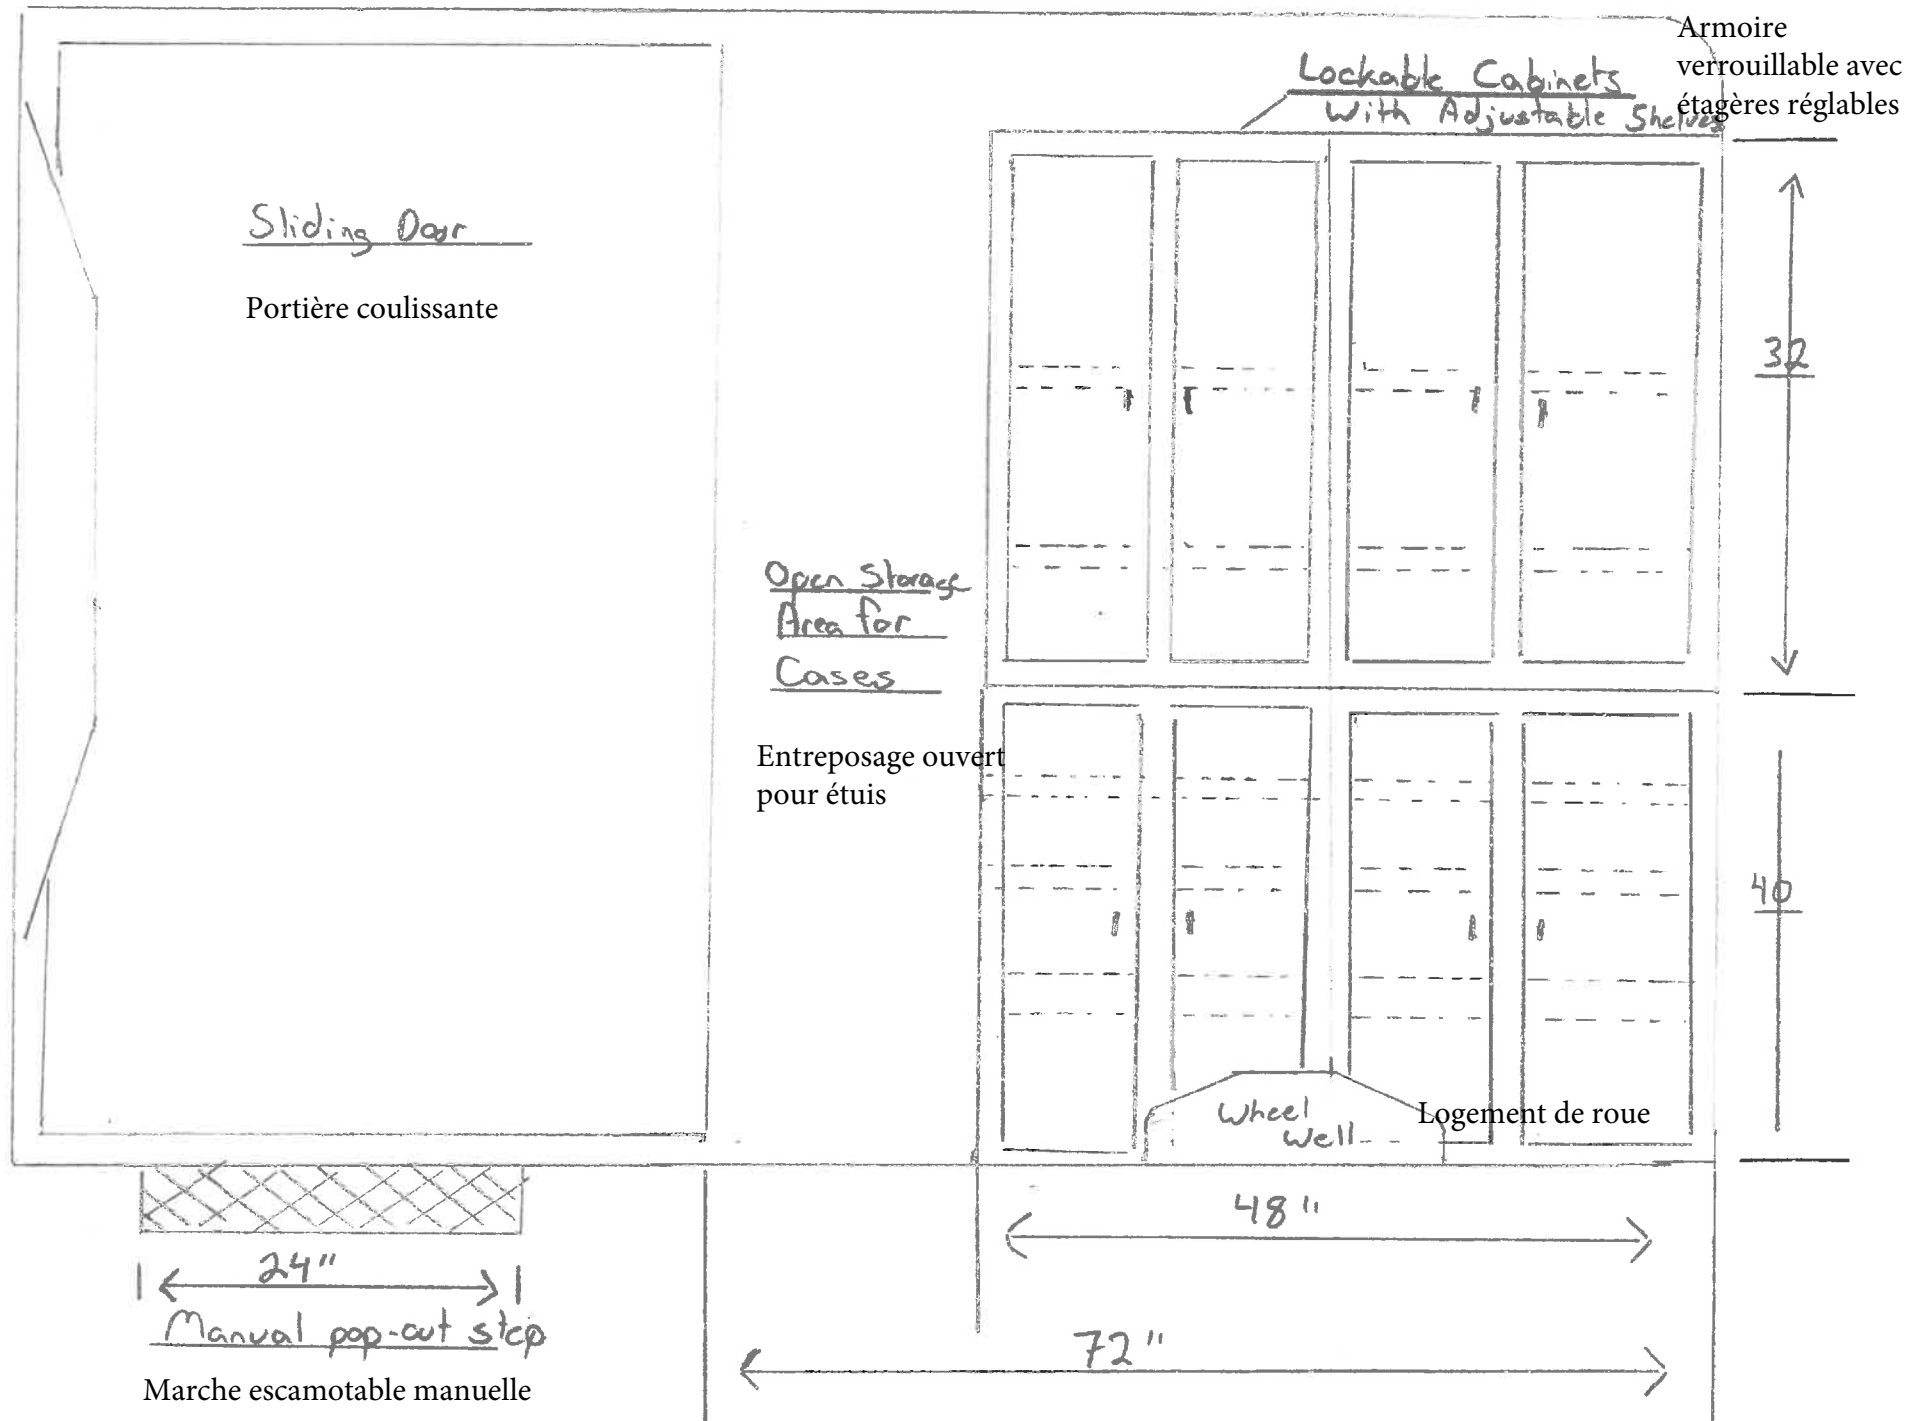 Armoire
verrouillable avec
étagères réglables
Lockable Cabinets
With Adjustable Shelves
Sliding Door
Portière coulissante
32
Open Storage
Area for
Cases
Entreposage ouvert
pour étuis
40
Wheel
Well
Logement de roue
48"
24"
Manual pop-out step
72"
Marche escamotable manuelle